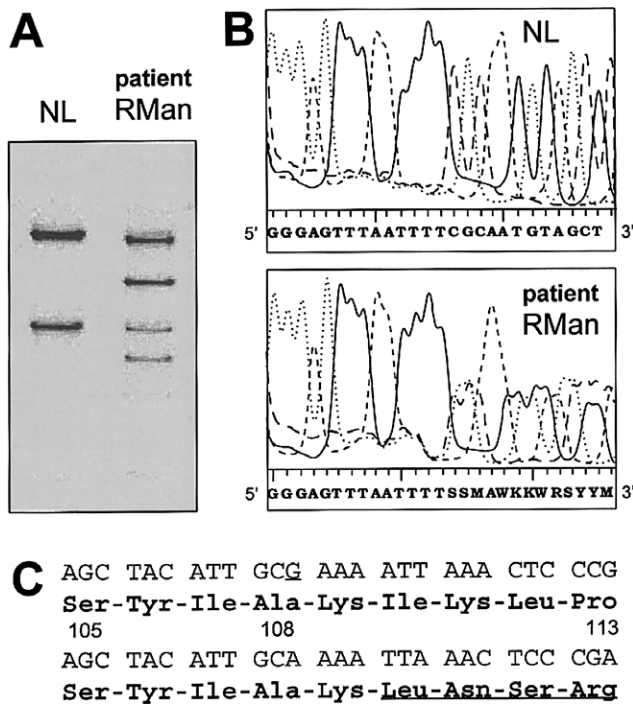 A
NL
patient
RMan
B
NL
5' GGGAGTTTAATTTTCGCAATGTAGCT 3'
patient
RMan
5' GGGAGTTTAATTTTSSMAWKKWRSYYM 3'
C
AGC TAC ATT GCG AAA ATT AAA CTC CCG
Ser-Tyr-Ile-Ala-Lys-Ile-Lys-Leu-Pro
105 108 113
AGC TAC ATT GCA AAA TTA AAC TCC CGA
Ser-Tyr-Ile-Ala-Lys-Leu-Asn-Ser-Arg